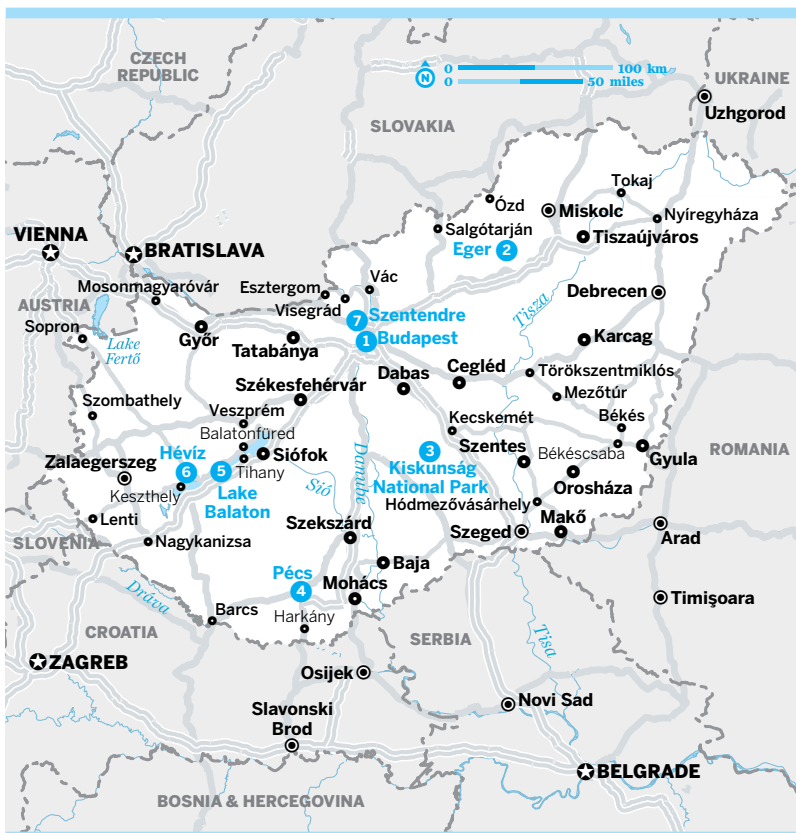 CZECH
REPUBLIC
0 100 km
N
0 50 miles
UKRAINE
Uzhgorod
SLOVAKIA
Tokaj
Ózd
Miskolc
Nyíregyháza
Salgótarján
Tiszaújváros
Eger 2
VIENNA
BRATISLAVA
Vác
Esztergom
Mosonmagyaróvár
Visegrád
Debrecen
Tisza
AUSTRIA
7 Szentendre
Sopron
Győr
1 Budapest
Karcag
Lake
Fertő
Tatabánya
Cegléd
Törökszentmiklós
Dabas
Székesfehérvár
Mezőtúr
Szombathely
Veszprém
Kecskemét
Békés
Balatonfüred
Hévíz
Siófok
Danube
3
Szentes
Békéscsaba
Gyula
ROMANIA
Zalaegerszeg
6
5
Tihany
Kiskunság
National Park
Keszthely
Lake
Balaton
Sió
Orosháza
Hódmezővásárhely
Lenti
Szekszárd
Szeged
Makó
Arad
SLOVENIA
Nagykanizsa
Baja
Pécs
4
Mohács
Timişoara
Dráva
Barcs
Harkány
CROATIA
SERBIA
Tisa
ZAGREB
Osijek
Novi Sad
Slavonski
Brod
BELGRADE
BOSNIA & HERCEGOVINA